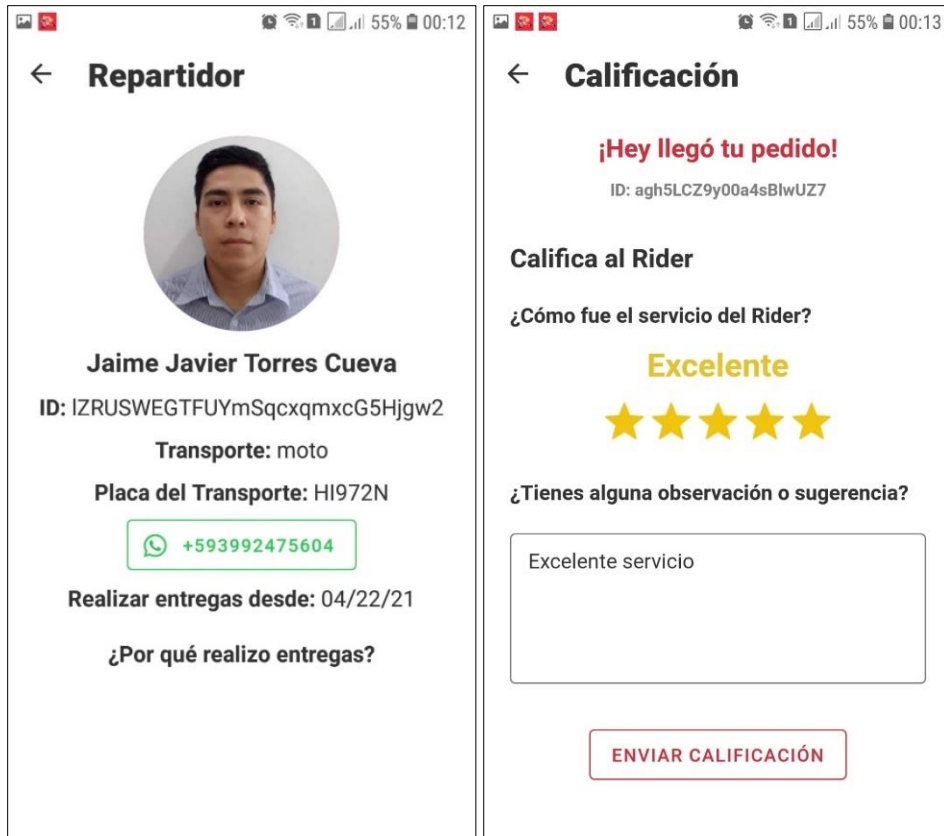 55% 00:12
Repartidor
Jaime Javier Torres Cueva
ID: lZRUSWEGTFUYmSqcxqmxcG5Hjgw2
Transporte: moto
Placa del Transporte: HI972N
+593992475604
Realizar entregas desde: 04/22/21
¿Por qué realizo entregas?
55% 00:13
Calificación
¡Hey llegó tu pedido!
ID: agh5LCZ9y00a4sBlwUZ7
Califica al Rider
¿Cómo fue el servicio del Rider?
Excelente
¿Tienes alguna observación o sugerencia?
Excelente servicio
ENVIAR CALIFICACIÓN